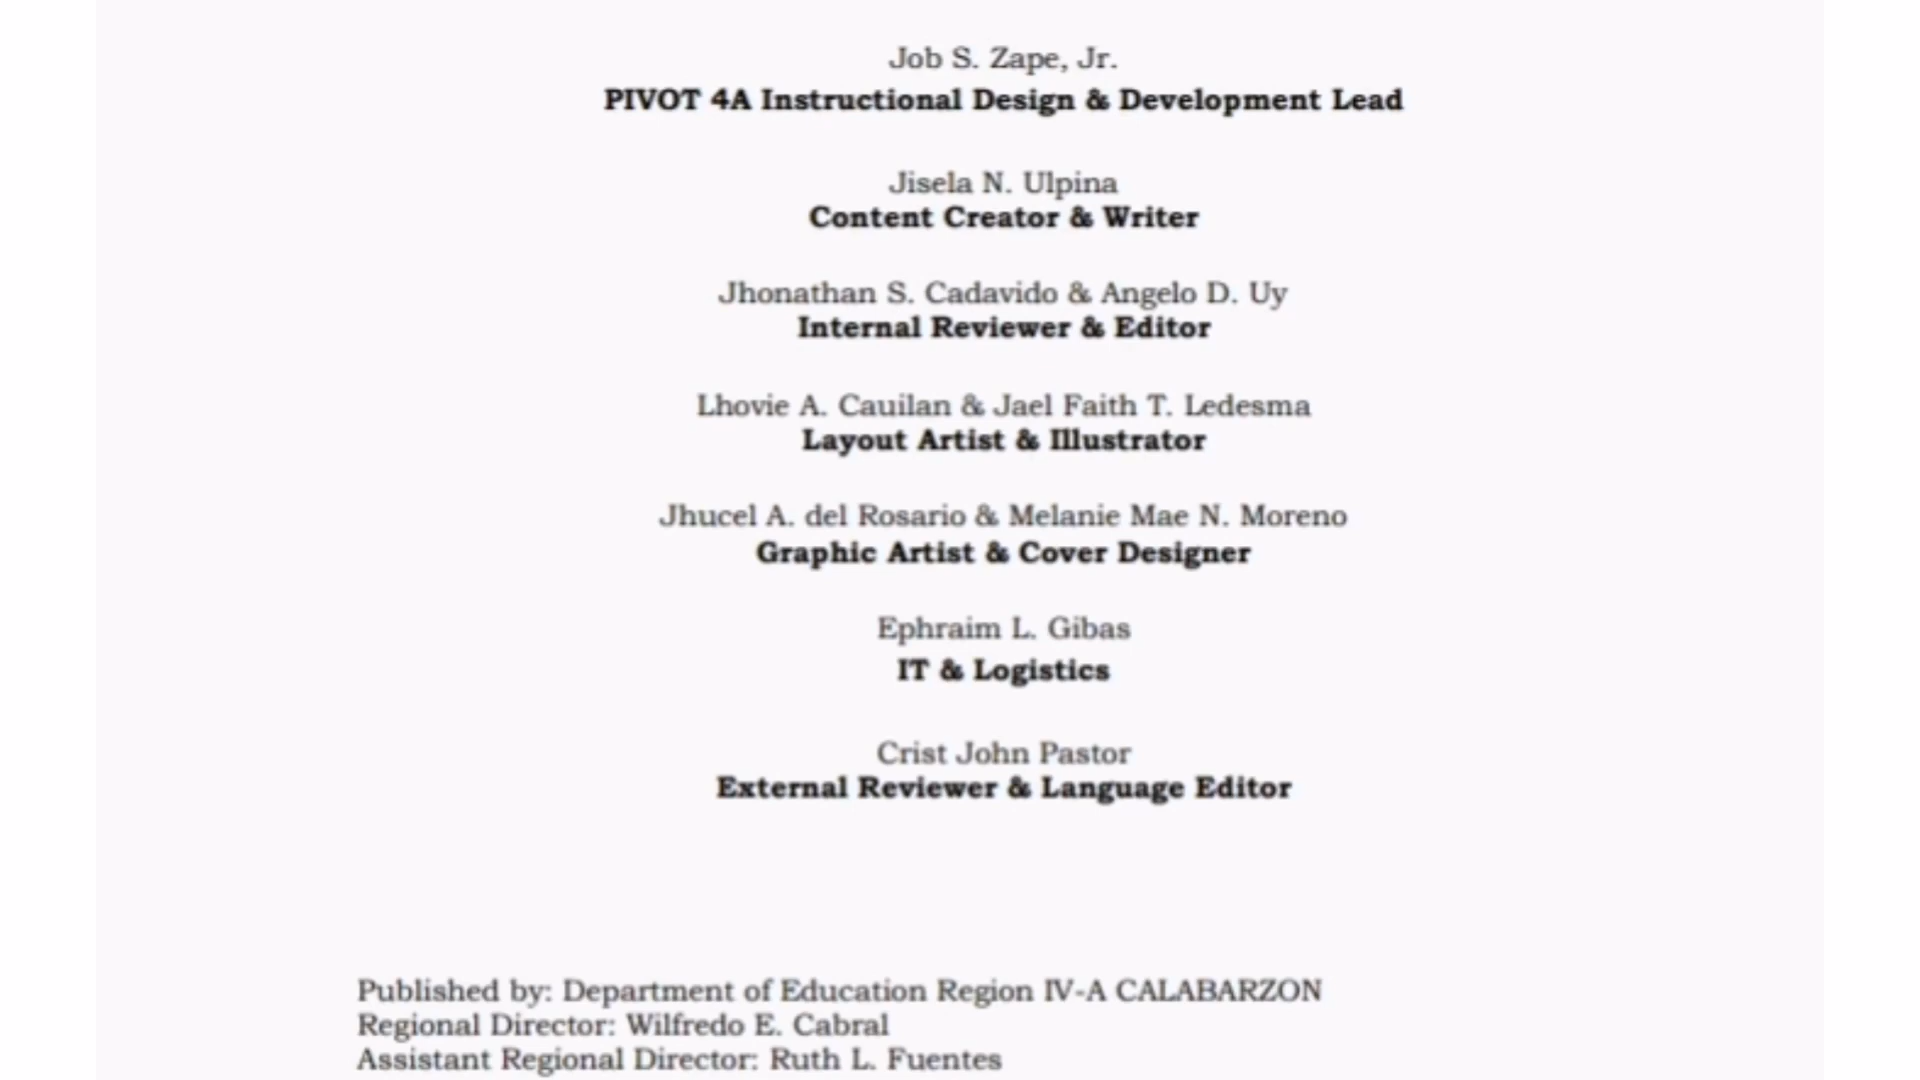 Job S. Zape, Jr.
PIVOT 4A Instructional Design & Development Lead
Jisela N. Ulpina
Content Creator & Writer
Jhonathan S. Cadavido & Angelo D. Uy
Internal Reviewer & Editor
Lhovie A. Cauilan & Jael Faith T. Ledesma
Layout Artist & Illustrator
Jhucel A. del Rosario & Melanie Mae N. Moreno
Graphic Artist & Cover Designer
Ephraim L. Gibas
IT & Logistics
Crist John Pastor
External Reviewer & Language Editor
Published by: Department of Education Region IV-A CALABARZON
Regional Director: Wilfredo E. Cabral
Assistant Regional Director: Ruth L. Fuentes